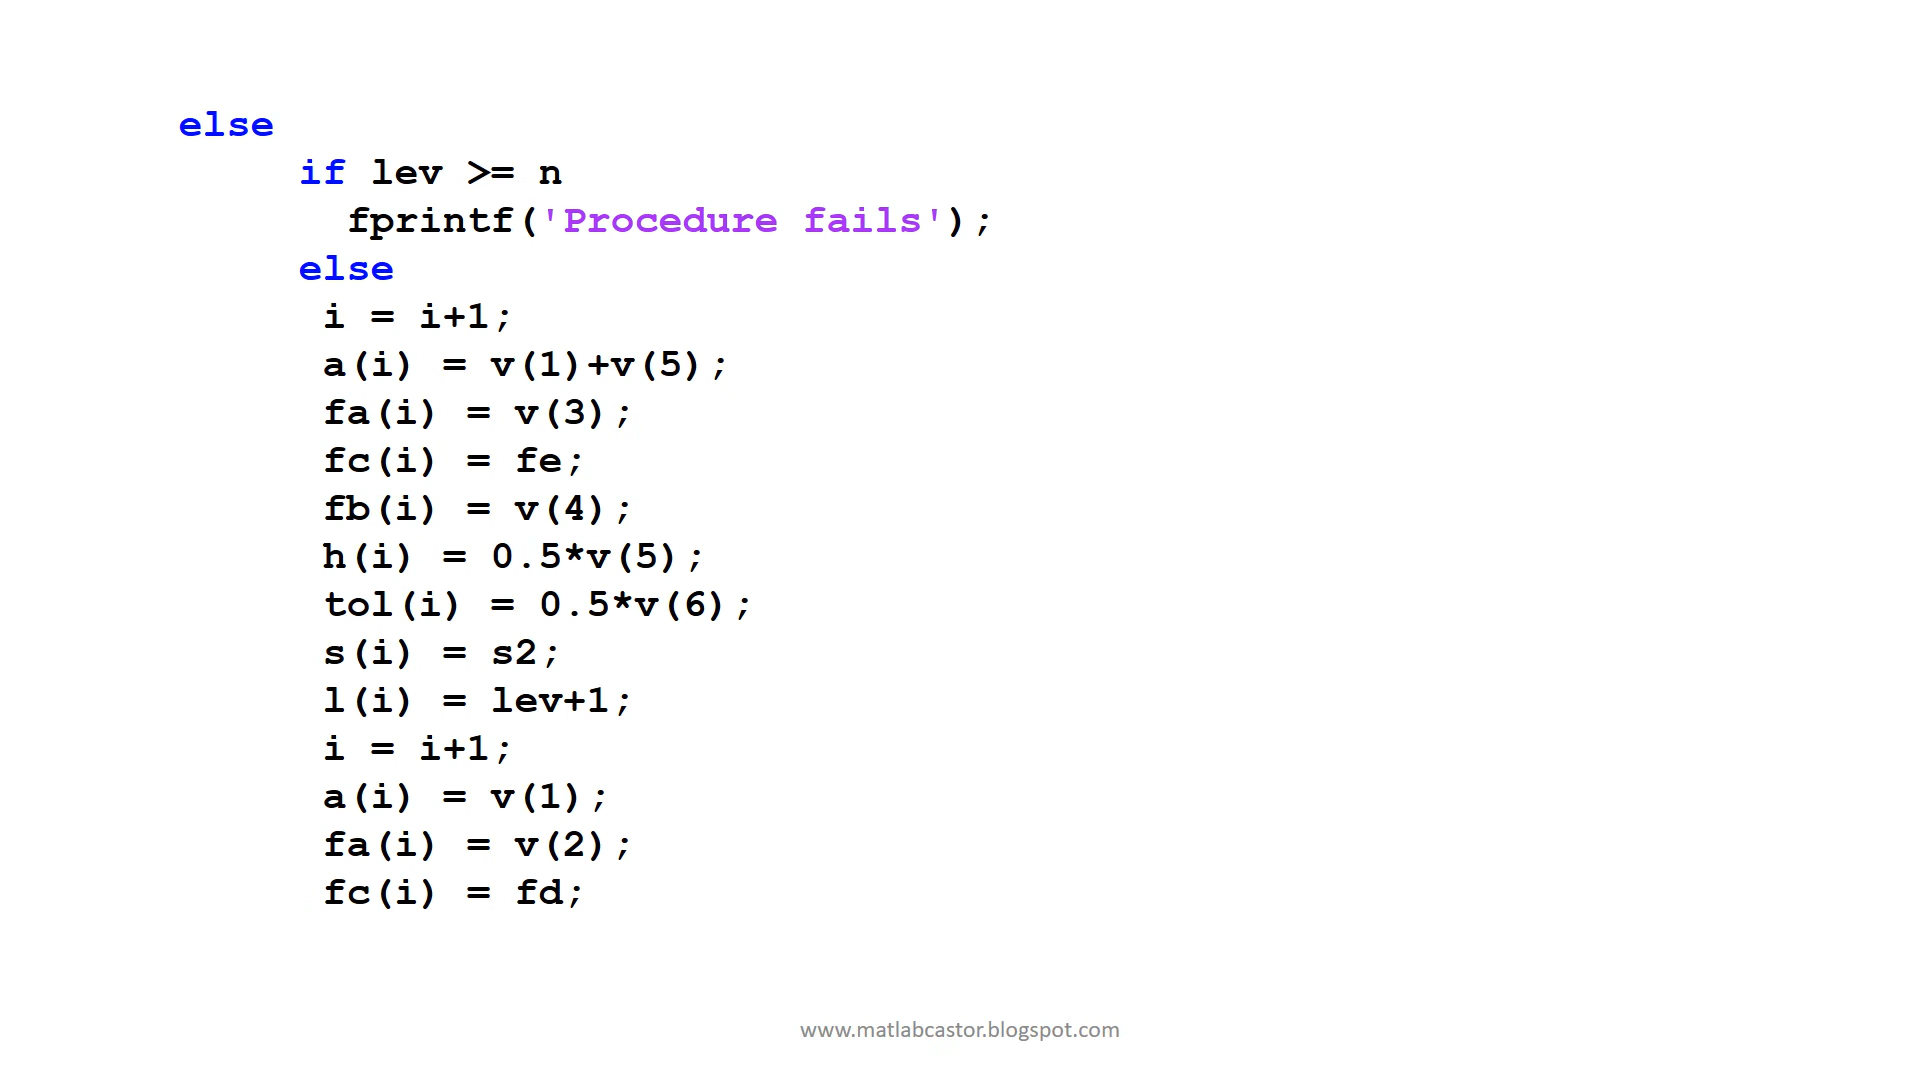 else
if lev >= n
fprintf('Procedure fails');
else
i = i+1;
a(i) = v(1)+v(5);
fa(i) = v(3);
fc(i) = fe;
fb(i) = v(4);
h(i) = 0.5*v(5);
tol(i) = 0.5*v(6);
s(i) = s2;
l(i) = lev+1;
i = i+1;
a(i) = v(1);
fa(i) = v(2);
fc(i) = fd;
www.matlabcastor.blogspot.com